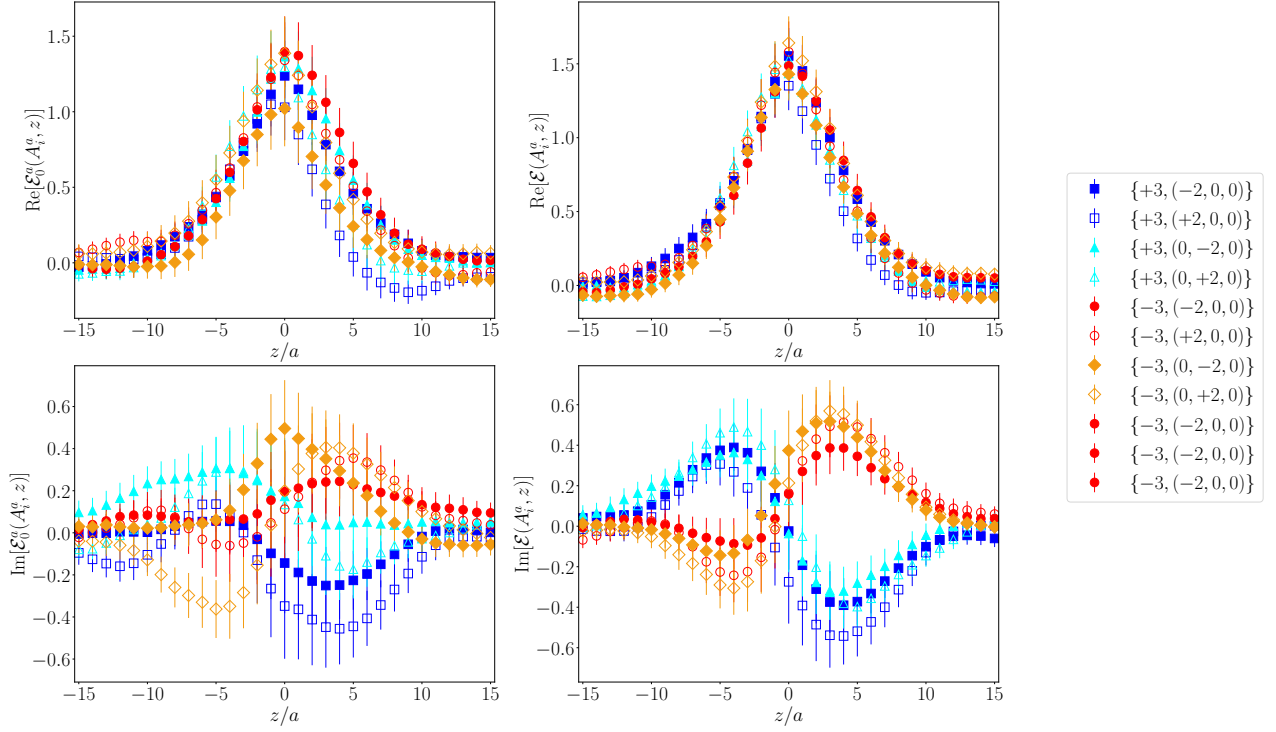 Re[ℰ₀ᵃ(Aᵢᵃ, z)]
1.5
1.0
0.5
0.0
−15 −10 −5 0 5 10 15
z/a
Re[ℰ(Aᵢᵃ, z)]
1.5
1.0
0.5
0.0
−15 −10 −5 0 5 10 15
z/a
Im[ℰ₀ᵃ(Aᵢᵃ, z)]
0.6
0.4
0.2
0.0
−0.2
−0.4
−0.6
−15 −10 −5 0 5 10 15
z/a
Im[ℰ(Aᵢᵃ, z)]
0.6
0.4
0.2
0.0
−0.2
−0.4
−0.6
−15 −10 −5 0 5 10 15
z/a
{+3, (−2, 0, 0)}
{+3, (+2, 0, 0)}
{+3, (0, −2, 0)}
{+3, (0, +2, 0)}
{−3, (−2, 0, 0)}
{−3, (+2, 0, 0)}
{−3, (0, −2, 0)}
{−3, (0, +2, 0)}
{−3, (−2, 0, 0)}
{−3, (−2, 0, 0)}
{−3, (−2, 0, 0)}